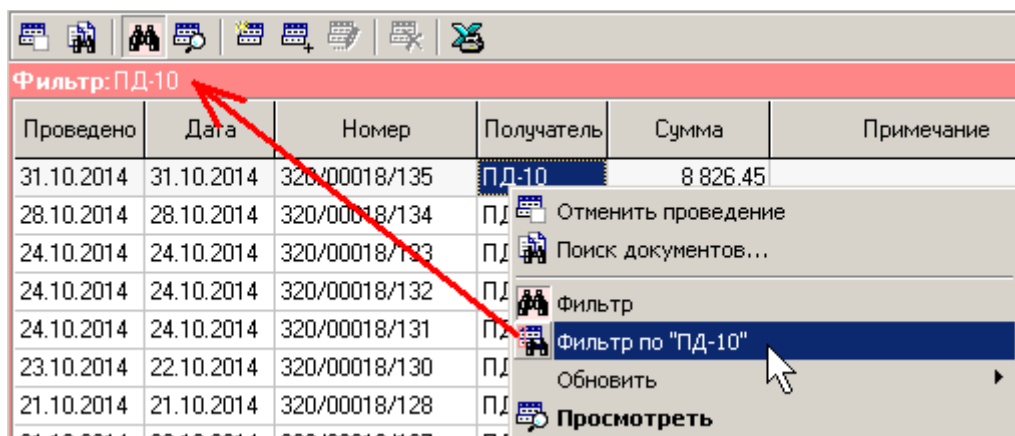 Фильтр: ПД-10
Проведено Дата Номер Получатель Сумма Примечание
31.10.2014 31.10.2014 320/00018/135 ПД-10 8 826.45
28.10.2014 28.10.2014 320/00018/134 Отменить проведение
24.10.2014 24.10.2014 320/00018/133 Поиск документов...
24.10.2014 24.10.2014 320/00018/132 Фильтр
24.10.2014 24.10.2014 320/00018/131 Фильтр по "ПД-10"
23.10.2014 22.10.2014 320/00018/130 Обновить
21.10.2014 21.10.2014 320/00018/128 Просмотреть